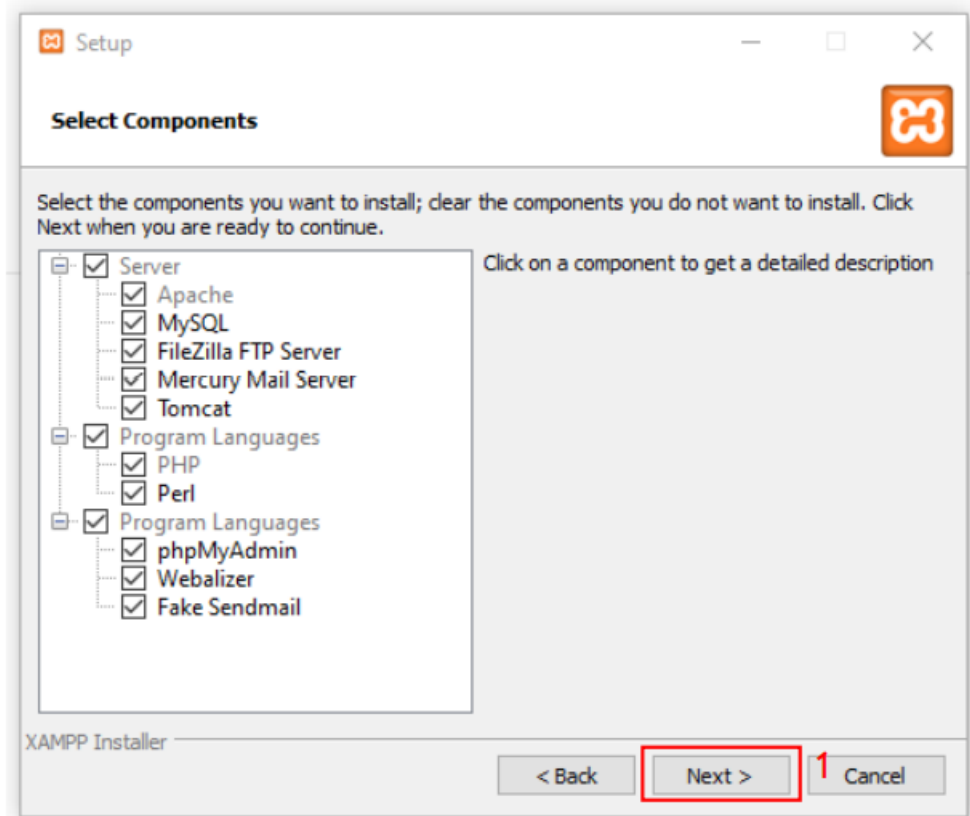 Setup
Select Components
Select the components you want to install; clear the components you do not want to install. Click
Next when you are ready to continue.
Server
Apache
MySQL
FileZilla FTP Server
Mercury Mail Server
Tomcat
Program Languages
PHP
Perl
Program Languages
phpMyAdmin
Webalizer
Fake Sendmail
Click on a component to get a detailed description
XAMPP Installer
< Back
Next >
1
Cancel